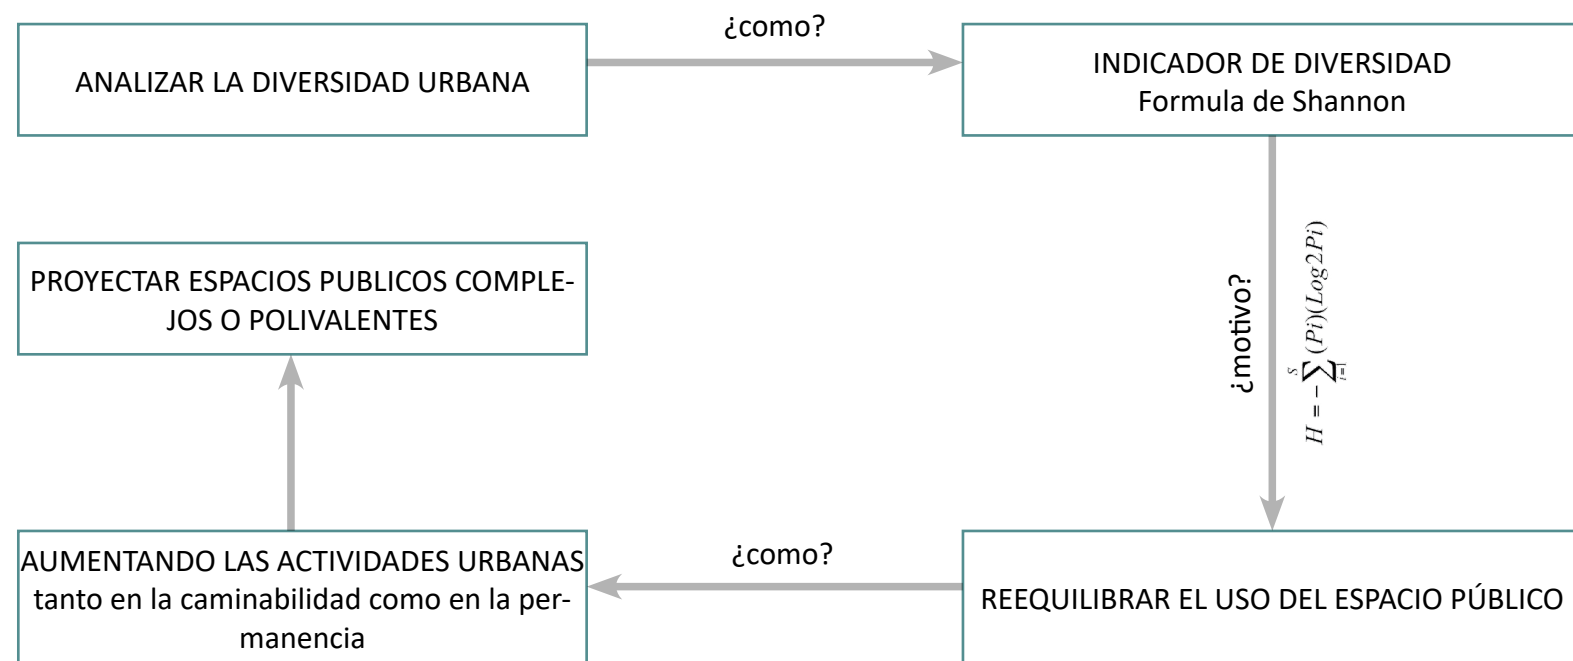 ANALIZAR LA DIVERSIDAD URBANA
¿como?
INDICADOR DE DIVERSIDAD
Formula de Shannon
¿motivo?
H = -\sum_{i=1}^{S}(Pi)(Log2Pi)
REEQUILIBRAR EL USO DEL ESPACIO PÚBLICO
¿como?
AUMENTANDO LAS ACTIVIDADES URBANAS
tanto en la caminabilidad como en la per-
manencia
PROYECTAR ESPACIOS PUBLICOS COMPLE-
JOS O POLIVALENTES